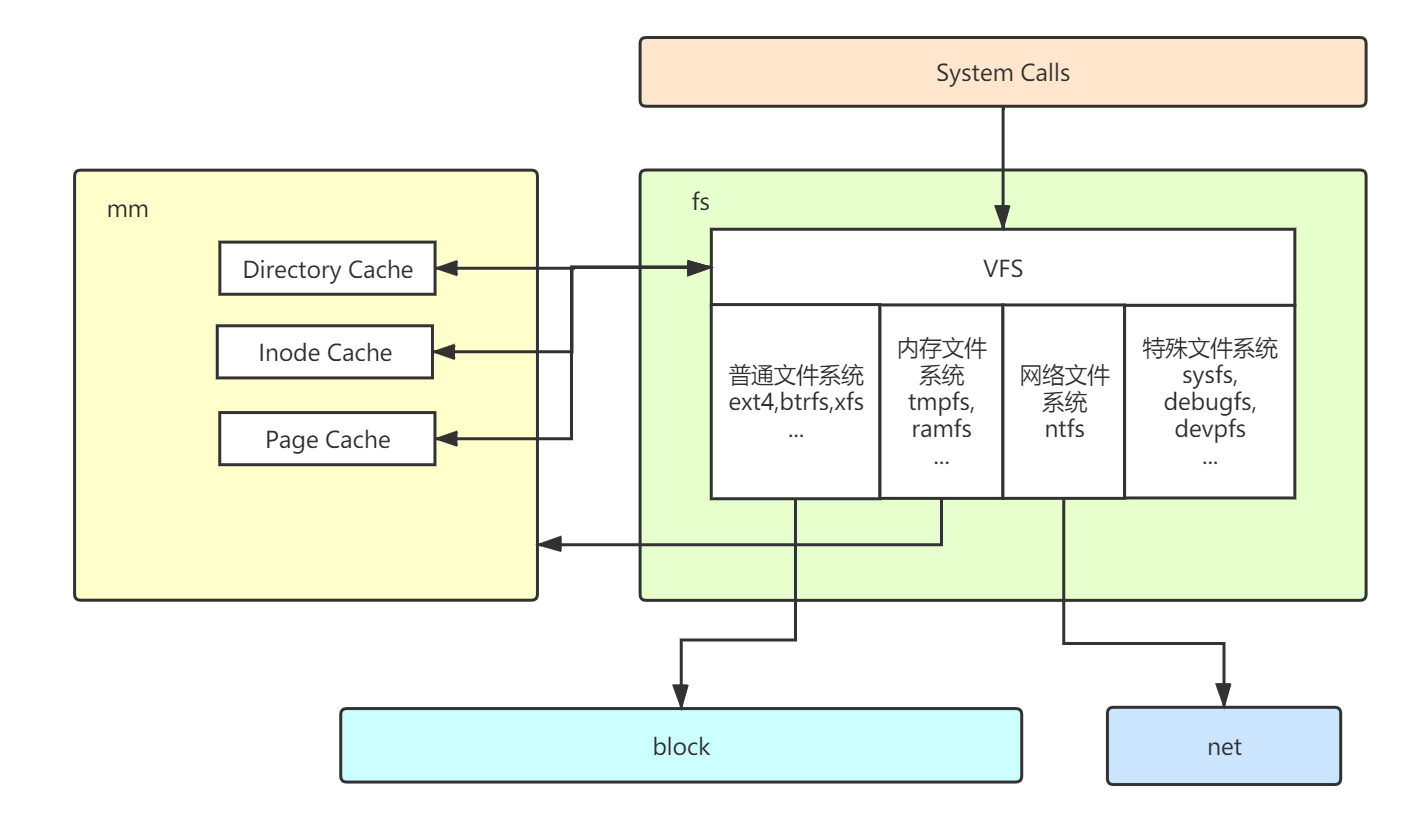 System Calls
mm
Directory Cache
Inode Cache
Page Cache
fs
VFS
普通文件系统
ext4,btrfs,xfs
...
内存文件
系统
tmpfs,
ramfs
...
网络文件
系统
ntfs
特殊文件系统
sysfs,
debugfs,
devpfs
...
block
net